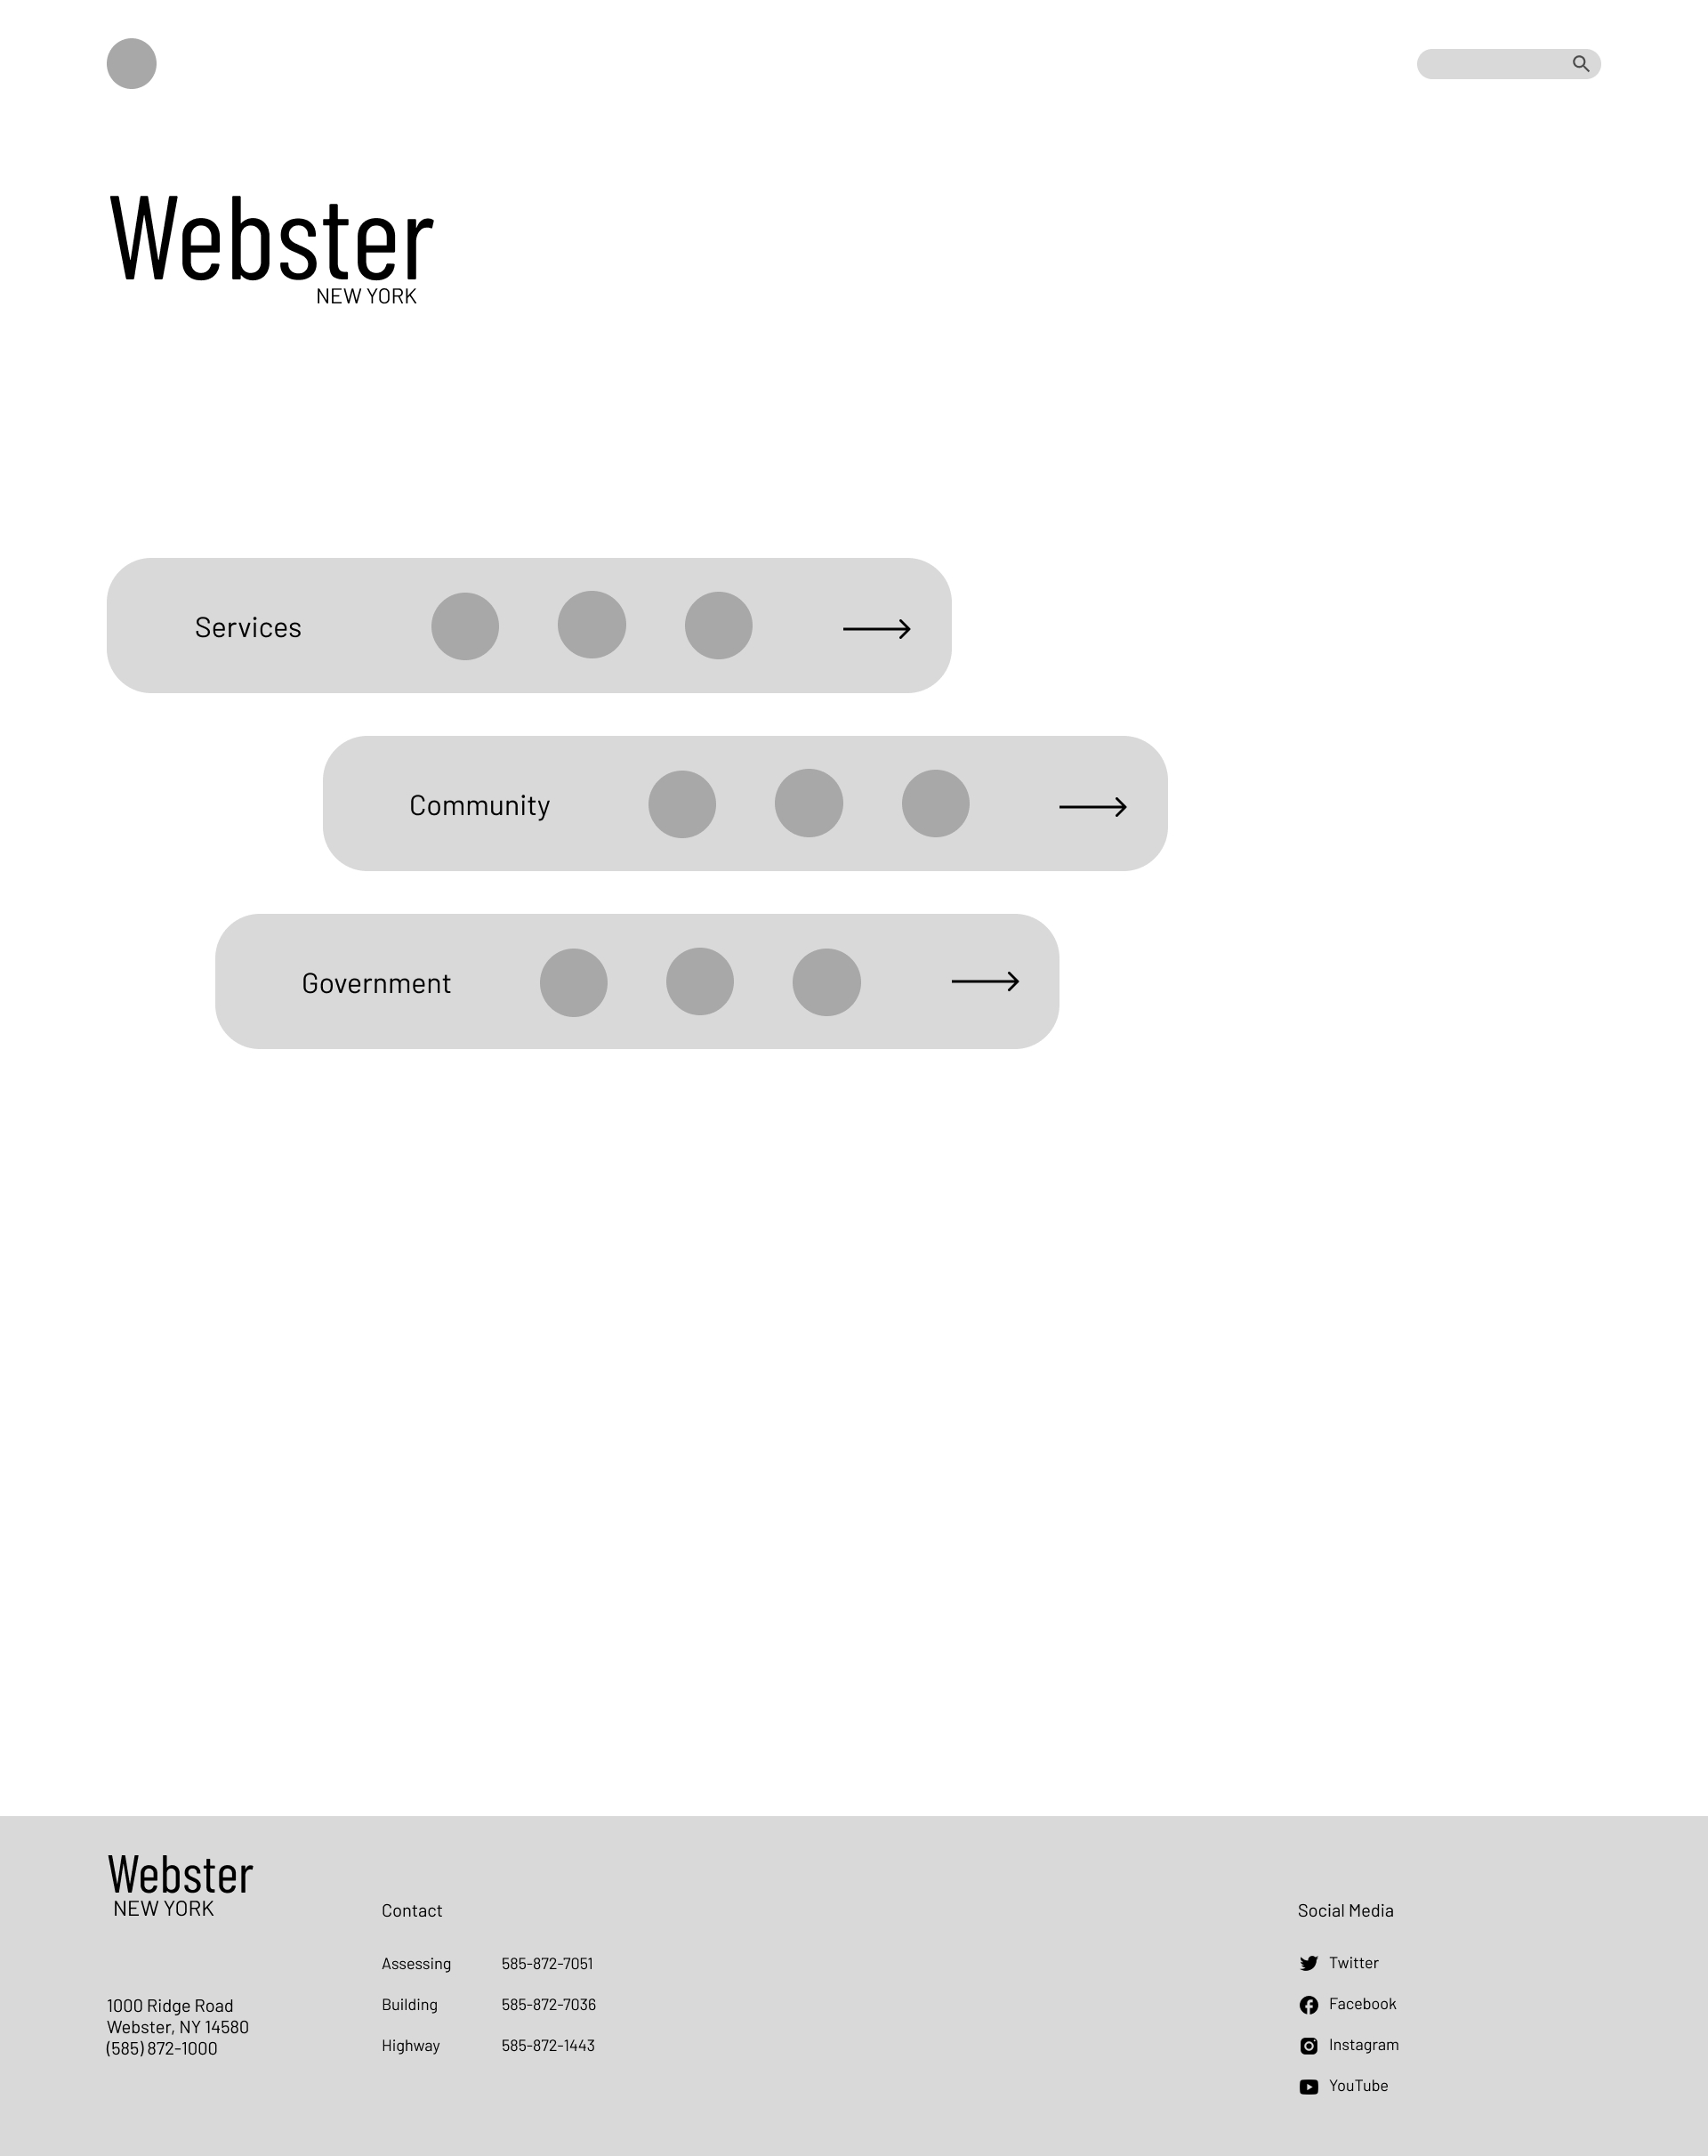 Webster
NEW YORK
Services
Community
Government
Webster
NEW YORK
1000 Ridge Road
Webster, NY 14580
(585) 872-1000
Contact
Assessing 585-872-7051
Building 585-872-7036
Highway 585-872-1443
Social Media
Twitter
Facebook
Instagram
YouTube